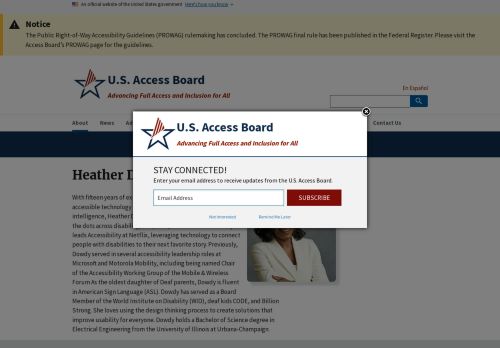 An official website of the United States government Here's how you know
Notice
The Public Right-of-Way Accessibility Guidelines (PROWAG) rulemaking has concluded. The PROWAG final rule has been published in the Federal Register. Please visit the
Access Board's PROWAG page for the guidelines.
U.S. Access Board
Advancing Full Access and Inclusion for All
En Español
About News Contact Us
U.S. Access Board
Advancing Full Access and Inclusion for All
STAY CONNECTED!
Enter your email address to receive updates from the U.S. Access Board.
Email Address SUBSCRIBE
Not Interested Remind Me Later
Heather
With fifteen years of
accessible technology
intelligence, Heather
the dots across
leads Accessibility at Netflix, leveraging technology to connect
people with disabilities to their next favorite story. Previously,
Dowdy served in several accessibility leadership roles at
Microsoft and Motorola Mobility, including being named Chair
of the Accessibility Working Group of the Mobile & Wireless
Forum As the oldest daughter of Deaf parents, Dowdy is fluent
in American Sign Language (ASL). Dowdy has served as a Board
Member of the World Institute on Disability (WID), deaf kids CODE, and Billion
Strong. She loves using the design thinking process to create solutions that
improve usability for everyone. Dowdy holds a Bachelor of Science degree in
Electrical Engineering from the University of Illinois at Urbana-Champaign